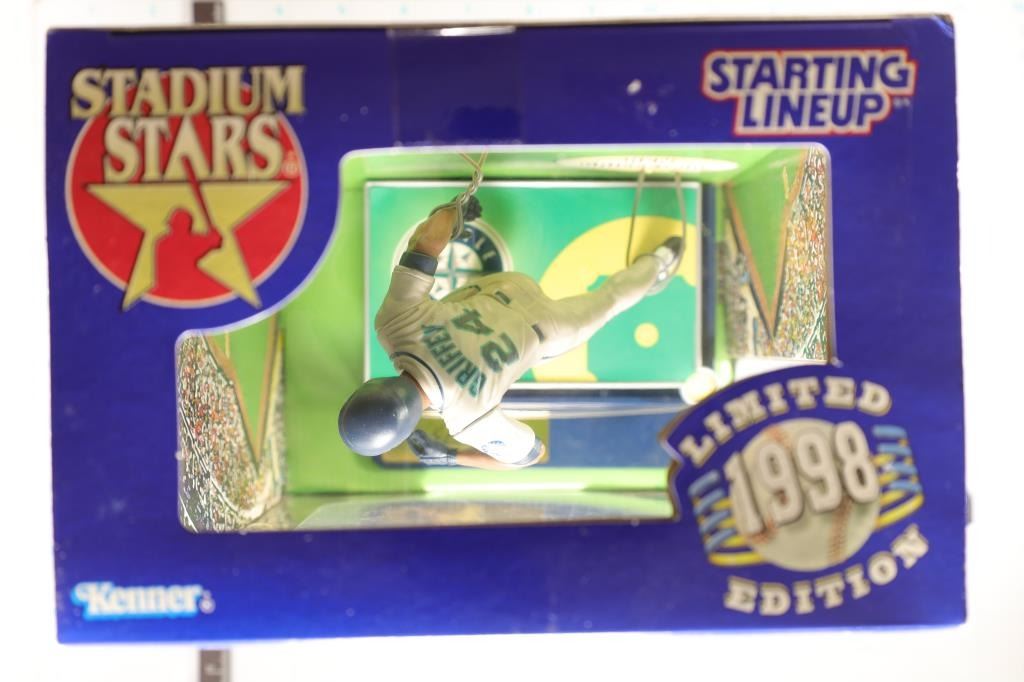 STADIUM
STARS®
STARTING
LINEUP
GRIFFEY
24
LIMITED
1998
EDITION
Kenner